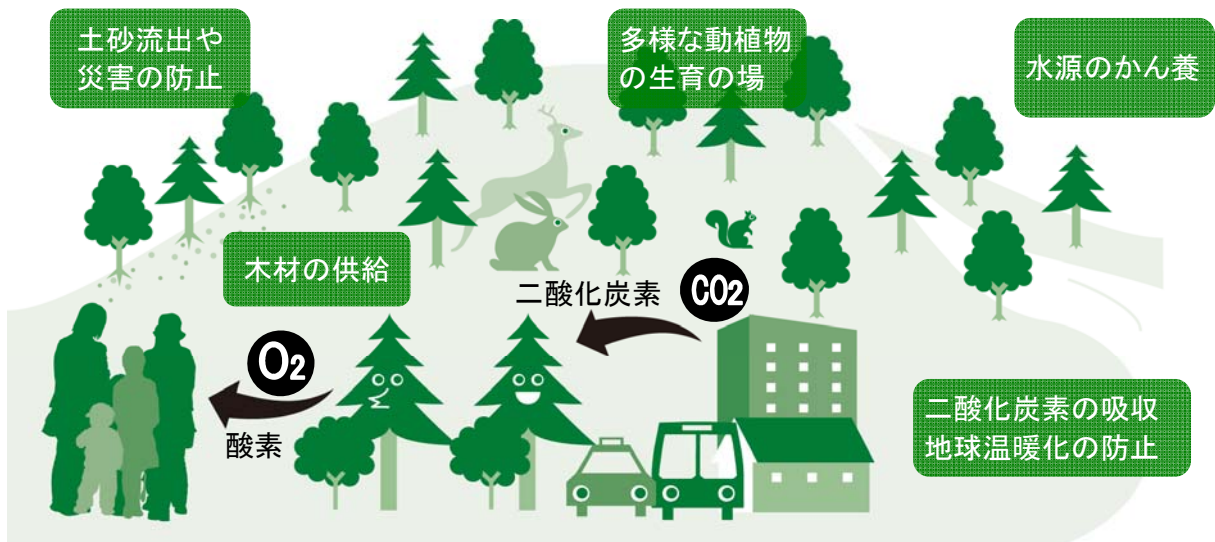 土砂流出や
災害の防止
多様な動植物
の生育の場
水源のかん養
木材の供給
二酸化炭素
CO2
O2
酸素
二酸化炭素の吸収
地球温暖化の防止